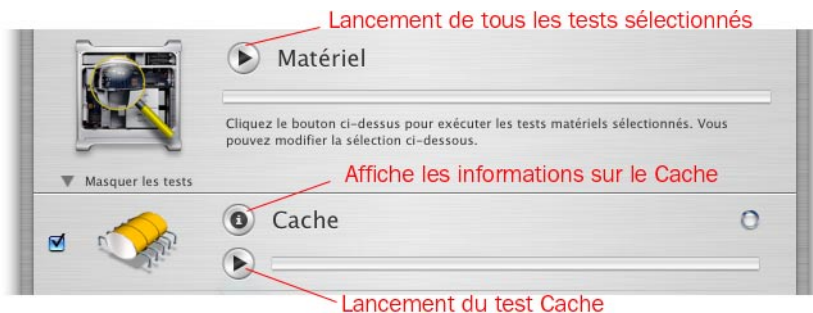 Lancement de tous les tests sélectionnés
Matériel
Cliquez le bouton ci-dessus pour exécuter les tests matériels sélectionnés. Vous
pouvez modifier la sélection ci-dessous.
Masquer les tests
Affiche les informations sur le Cache
Cache
Lancement du test Cache